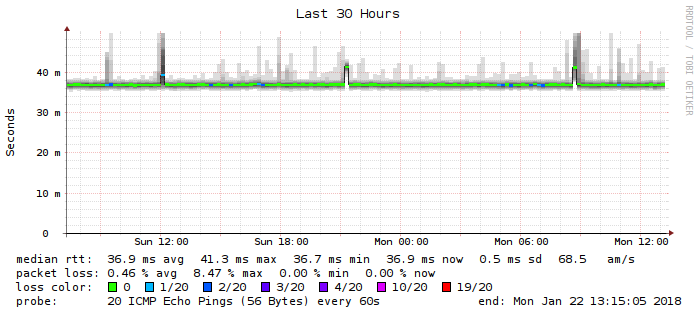 Last 30 Hours
RRDTOOL / TOBI OETIKER
Seconds
40 m
30 m
20 m
10 m
0
Sun 12:00 Sun 18:00 Mon 00:00 Mon 06:00 Mon 12:00
median rtt: 36.9 ms avg 41.3 ms max 36.7 ms min 36.9 ms now 0.5 ms sd 68.5 am/s
packet loss: 0.46 % avg 8.47 % max 0.00 % min 0.00 % now
loss color: 0 1/20 2/20 3/20 4/20 10/20 19/20
probe: 20 ICMP Echo Pings (56 Bytes) every 60s end: Mon Jan 22 13:15:05 2018